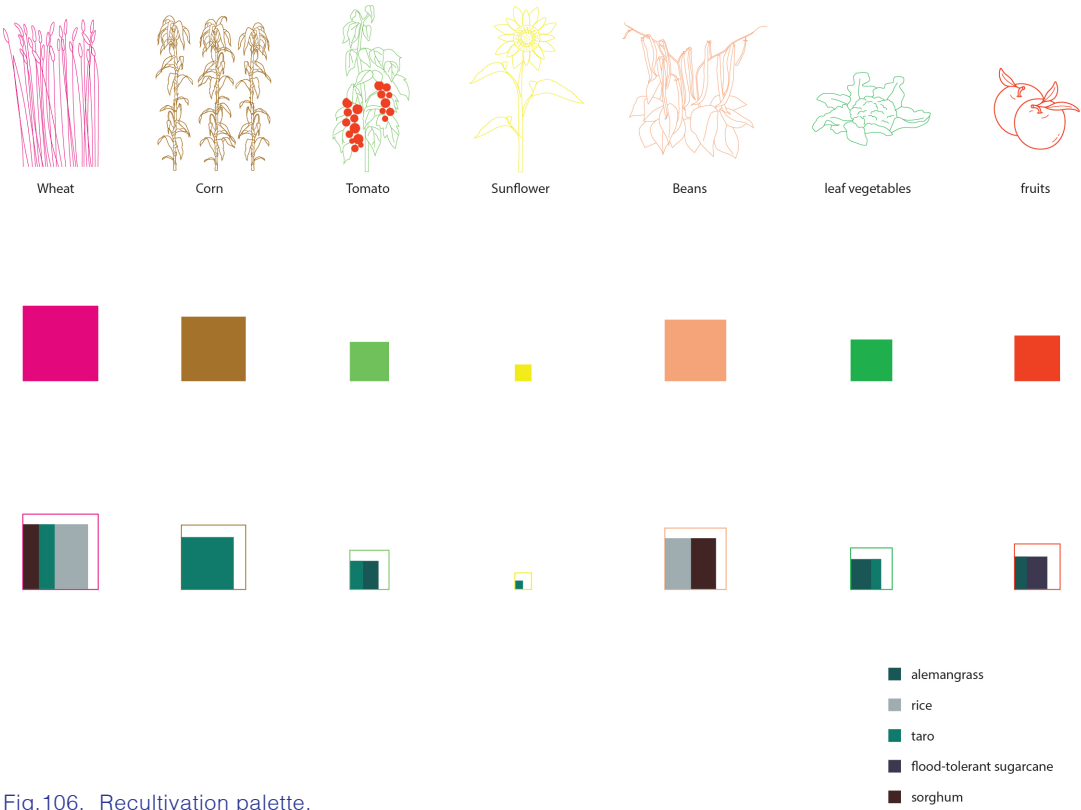 Wheat
Corn
Tomato
Sunflower
Beans
leaf vegetables
fruits
alemangrass
rice
taro
flood-tolerant sugarcane
sorghum
Fig.106. Recultivation palette.